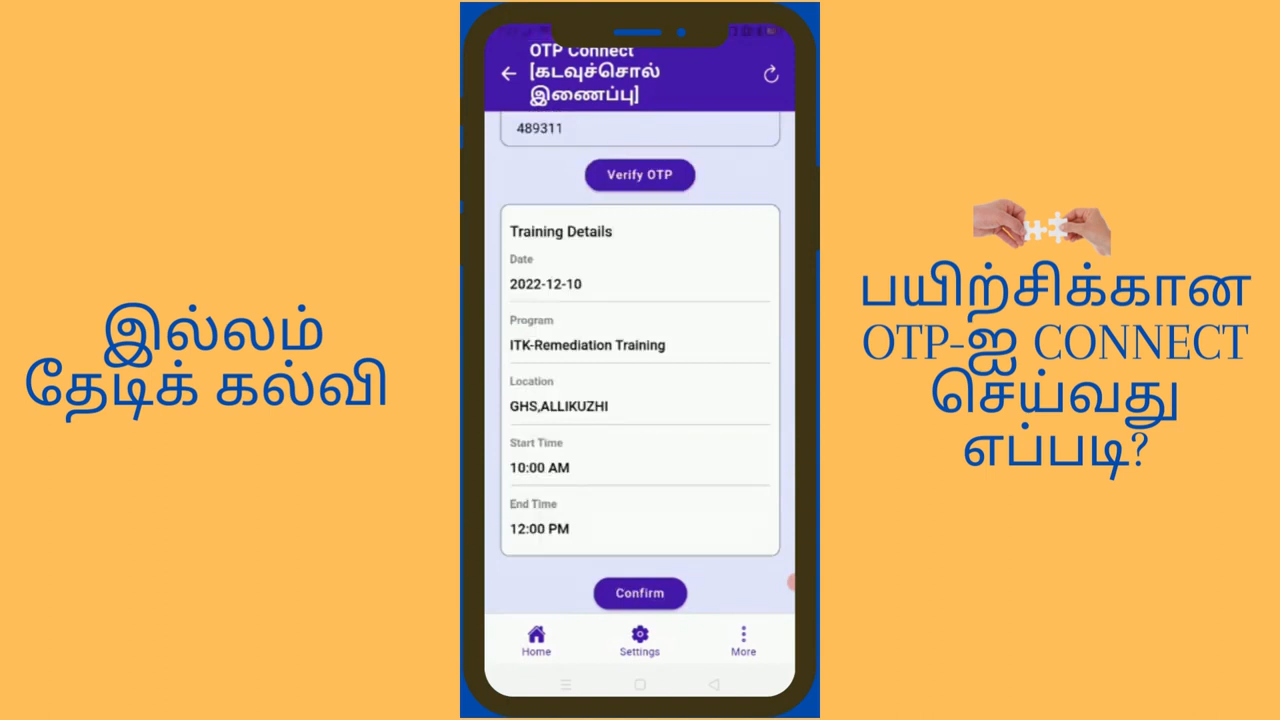 இல்லம்
தேடிக் கல்வி
OTP Connect
[கடவுச்சொல்
இணைப்பு]
489311
Verify OTP
Training Details
Date
2022-12-10
Program
ITK-Remediation Training
Location
GHS,ALLIKUZHI
Start Time
10:00 AM
End Time
12:00 PM
Confirm
Home
Settings
More
பயிற்சிக்கான
OTP-ஐ CONNECT
செய்வது
எப்படி?